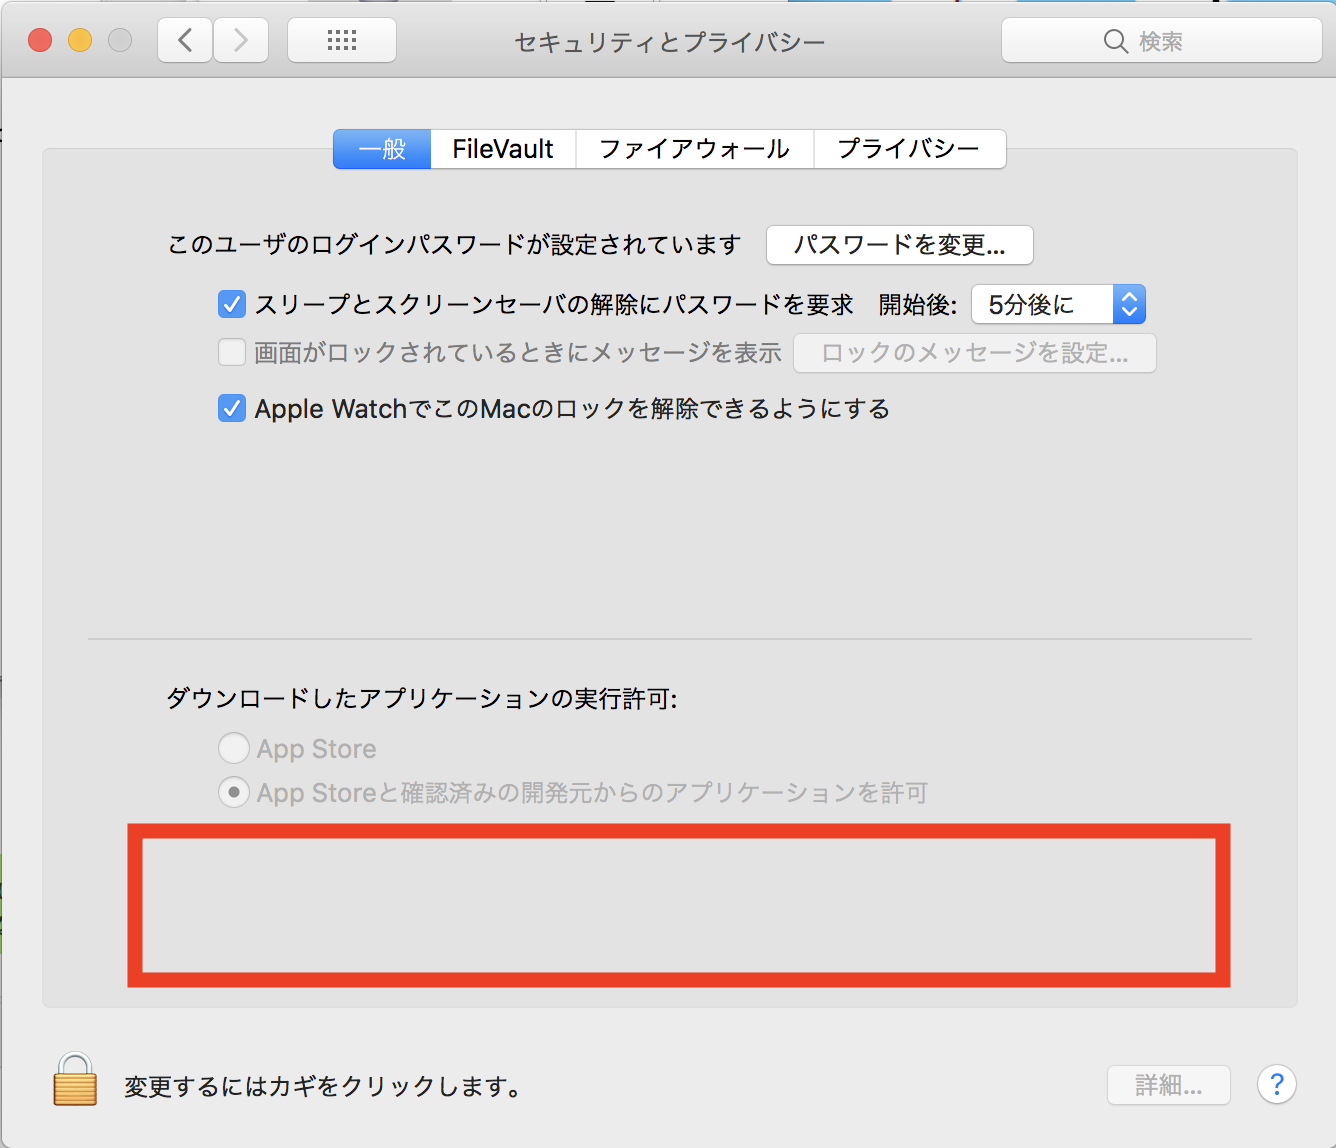 セキュリティとプライバシー
検索
一般 FileVault ファイアウォール プライバシー
このユーザのログインパスワードが設定されています パスワードを変更...
スリープとスクリーンセーバの解除にパスワードを要求 開始後: 5分後に
画面がロックされているときにメッセージを表示 ロックのメッセージを設定...
Apple WatchでこのMacのロックを解除できるようにする
ダウンロードしたアプリケーションの実行許可:
App Store
App Storeと確認済みの開発元からのアプリケーションを許可
変更するにはカギをクリックします。
詳細... ?